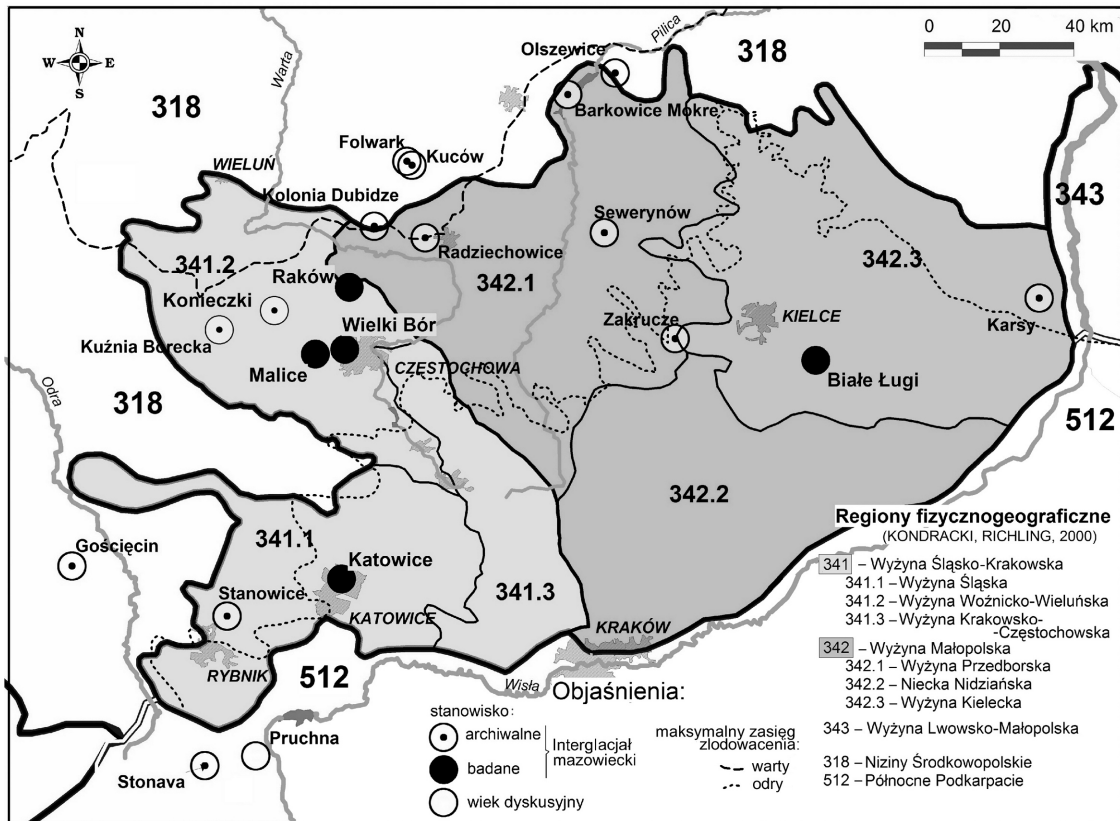 0 20 40 km
N
W E
S
Pilica
Olszewice
318
318
Warta
Barkowice Mokre
Folwark
Kuców
343
WIELUŃ
Kolonia Dubidze
Sewerynów
Radziechowice
341.2
342.3
Raków
342.1
Konieczki
Karsy
KIELCE
Zakrucze
Wielki Bór
Kuźnia Borecka
Malice
CZĘSTOCHOWA
Białe Ługi
Odra
318
512
342.2
Regiony fizycznogeograficzne
(KONDRACKI, RICHLING, 2000)
341 – Wyżyna Śląsko-Krakowska
341.1 – Wyżyna Śląska
341.2 – Wyżyna Woźnicko-Wieluńska
341.3 – Wyżyna Krakowsko-
-Częstochowska
342 – Wyżyna Małopolska
342.1 – Wyżyna Przedborska
342.2 – Niecka Nidziańska
342.3 – Wyżyna Kielecka
343 – Wyżyna Lwowsko-Małopolska
318 – Niziny Środkowopolskie
512 – Północne Podkarpacie
341.1
Gościęcin
Katowice
Stanowice
341.3
KATOWICE
KRAKÓW
RYBNIK
512
Wisła
Pruchna
Stonava
Objaśnienia:
stanowisko:
archiwalne
badane
Interglacjał
mazowiecki
wiek dyskusyjny
maksymalny zasięg
zlodowacenia:
warty
odry